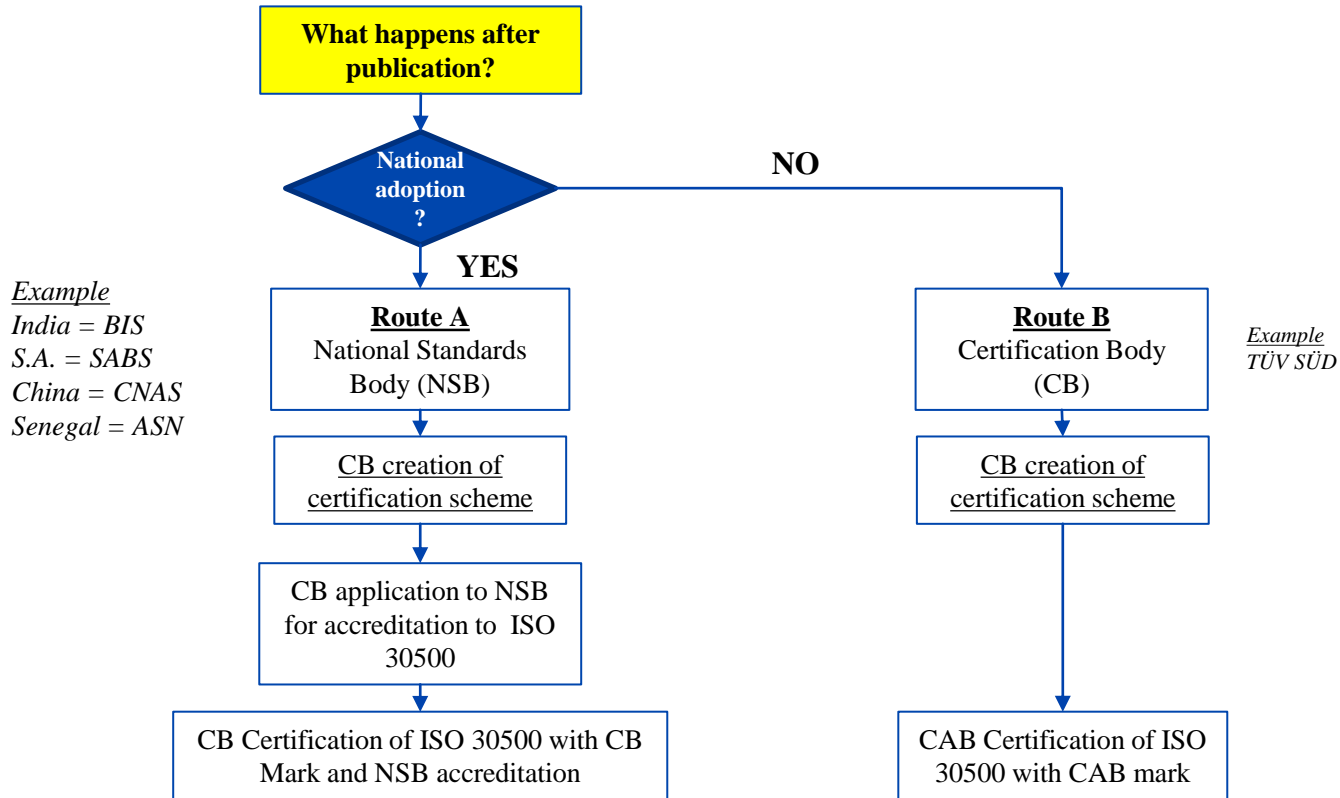 What happens after
publication?
National
adoption
?
NO
YES
Example
India = BIS
S.A. = SABS
China = CNAS
Senegal = ASN
Route A
National Standards
Body (NSB)
Route B
Certification Body
(CB)
Example
TÜV SÜD
CB creation of
certification scheme
CB creation of
certification scheme
CB application to NSB
for accreditation to ISO
30500
CB Certification of ISO 30500 with CB
Mark and NSB accreditation
CAB Certification of ISO
30500 with CAB mark